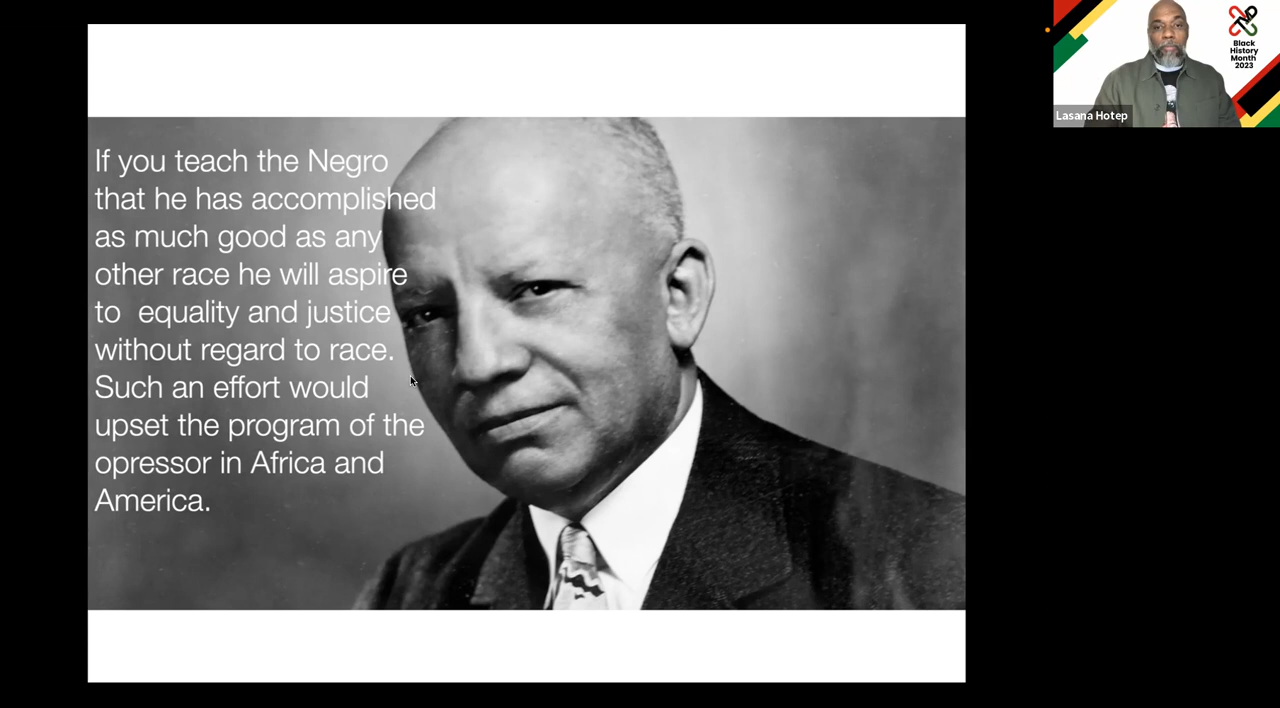 If you teach the Negro
that he has accomplished
as much good as any
other race he will aspire
to  equality and justice
without regard to race.
Such an effort would
upset the program of the
opressor in Africa and
America.
Black
History
Month
2023
Lasana Hotep